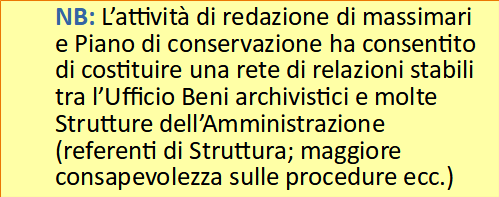 NB: L'attività di redazione di massimari
e Piano di conservazione ha consentito
di costituire una rete di relazioni stabili
tra l'Ufficio Beni archivistici e molte
Strutture dell'Amministrazione
(referenti di Struttura; maggiore
consapevolezza sulle procedure ecc.)